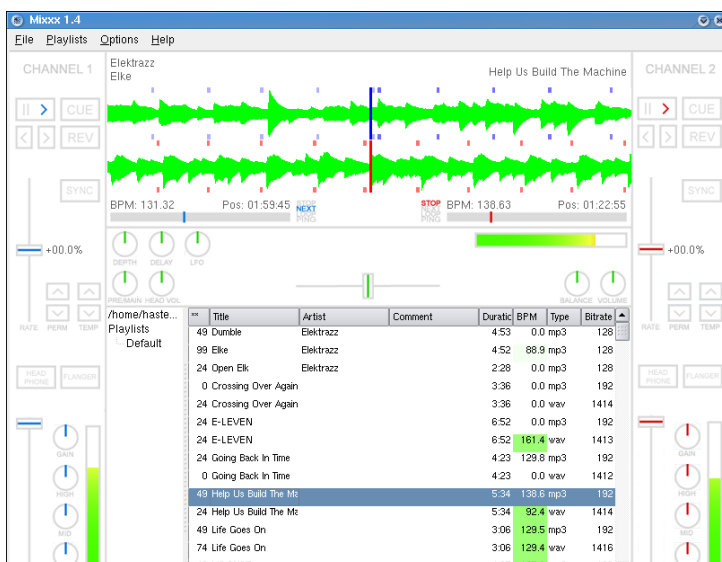 Mixxx 1.4
File Playlists Options Help
CHANNEL 1
Elektrazz
Elke
Help Us Build The Machine
CHANNEL 2
CUE
REV
SYNC
+00.0%
RATE PERM TEMP
HEAD PHONE FLANGER
GAIN
HIGH
MID
BPM: 131.32 Pos: 01:59:45
STOP
NEXT
LOOP
PING
STOP
NEXT
LOOP
PING
BPM: 138.63 Pos: 01:22:55
DEPTH DELAY LFO
PRE/MAIN HEAD VOL
BALANCE VOLUME
CUE
REV
SYNC
+00.0%
RATE PERM TEMP
HEAD PHONE FLANGER
GAIN
HIGH
MID
/home/haste...
Playlists
Default
Title Artist Comment Duratic BPM Type Bitrate
49 Dumble Elektrazz 4:53 0.0 mp3 128
99 Elke Elektrazz 4:52 88.9 mp3 128
24 Open Elk Elektrazz 2:28 0.0 mp3 128
0 Crossing Over Again 3:36 0.0 mp3 192
24 Crossing Over Again 3:36 0.0 wav 1414
24 E-LEVEN 6:52 0.0 mp3 192
24 E-LEVEN 6:52 161.4 wav 1413
24 Going Back In Time 4:23 129.8 mp3 192
0 Going Back In Time 4:23 0.0 wav 1412
49 Help Us Build The Ma 5:34 138.6 mp3 192
24 Help Us Build The Ma 5:34 92.4 wav 1414
49 Life Goes On 3:06 129.5 mp3 192
74 Life Goes On 3:06 129.4 wav 1416